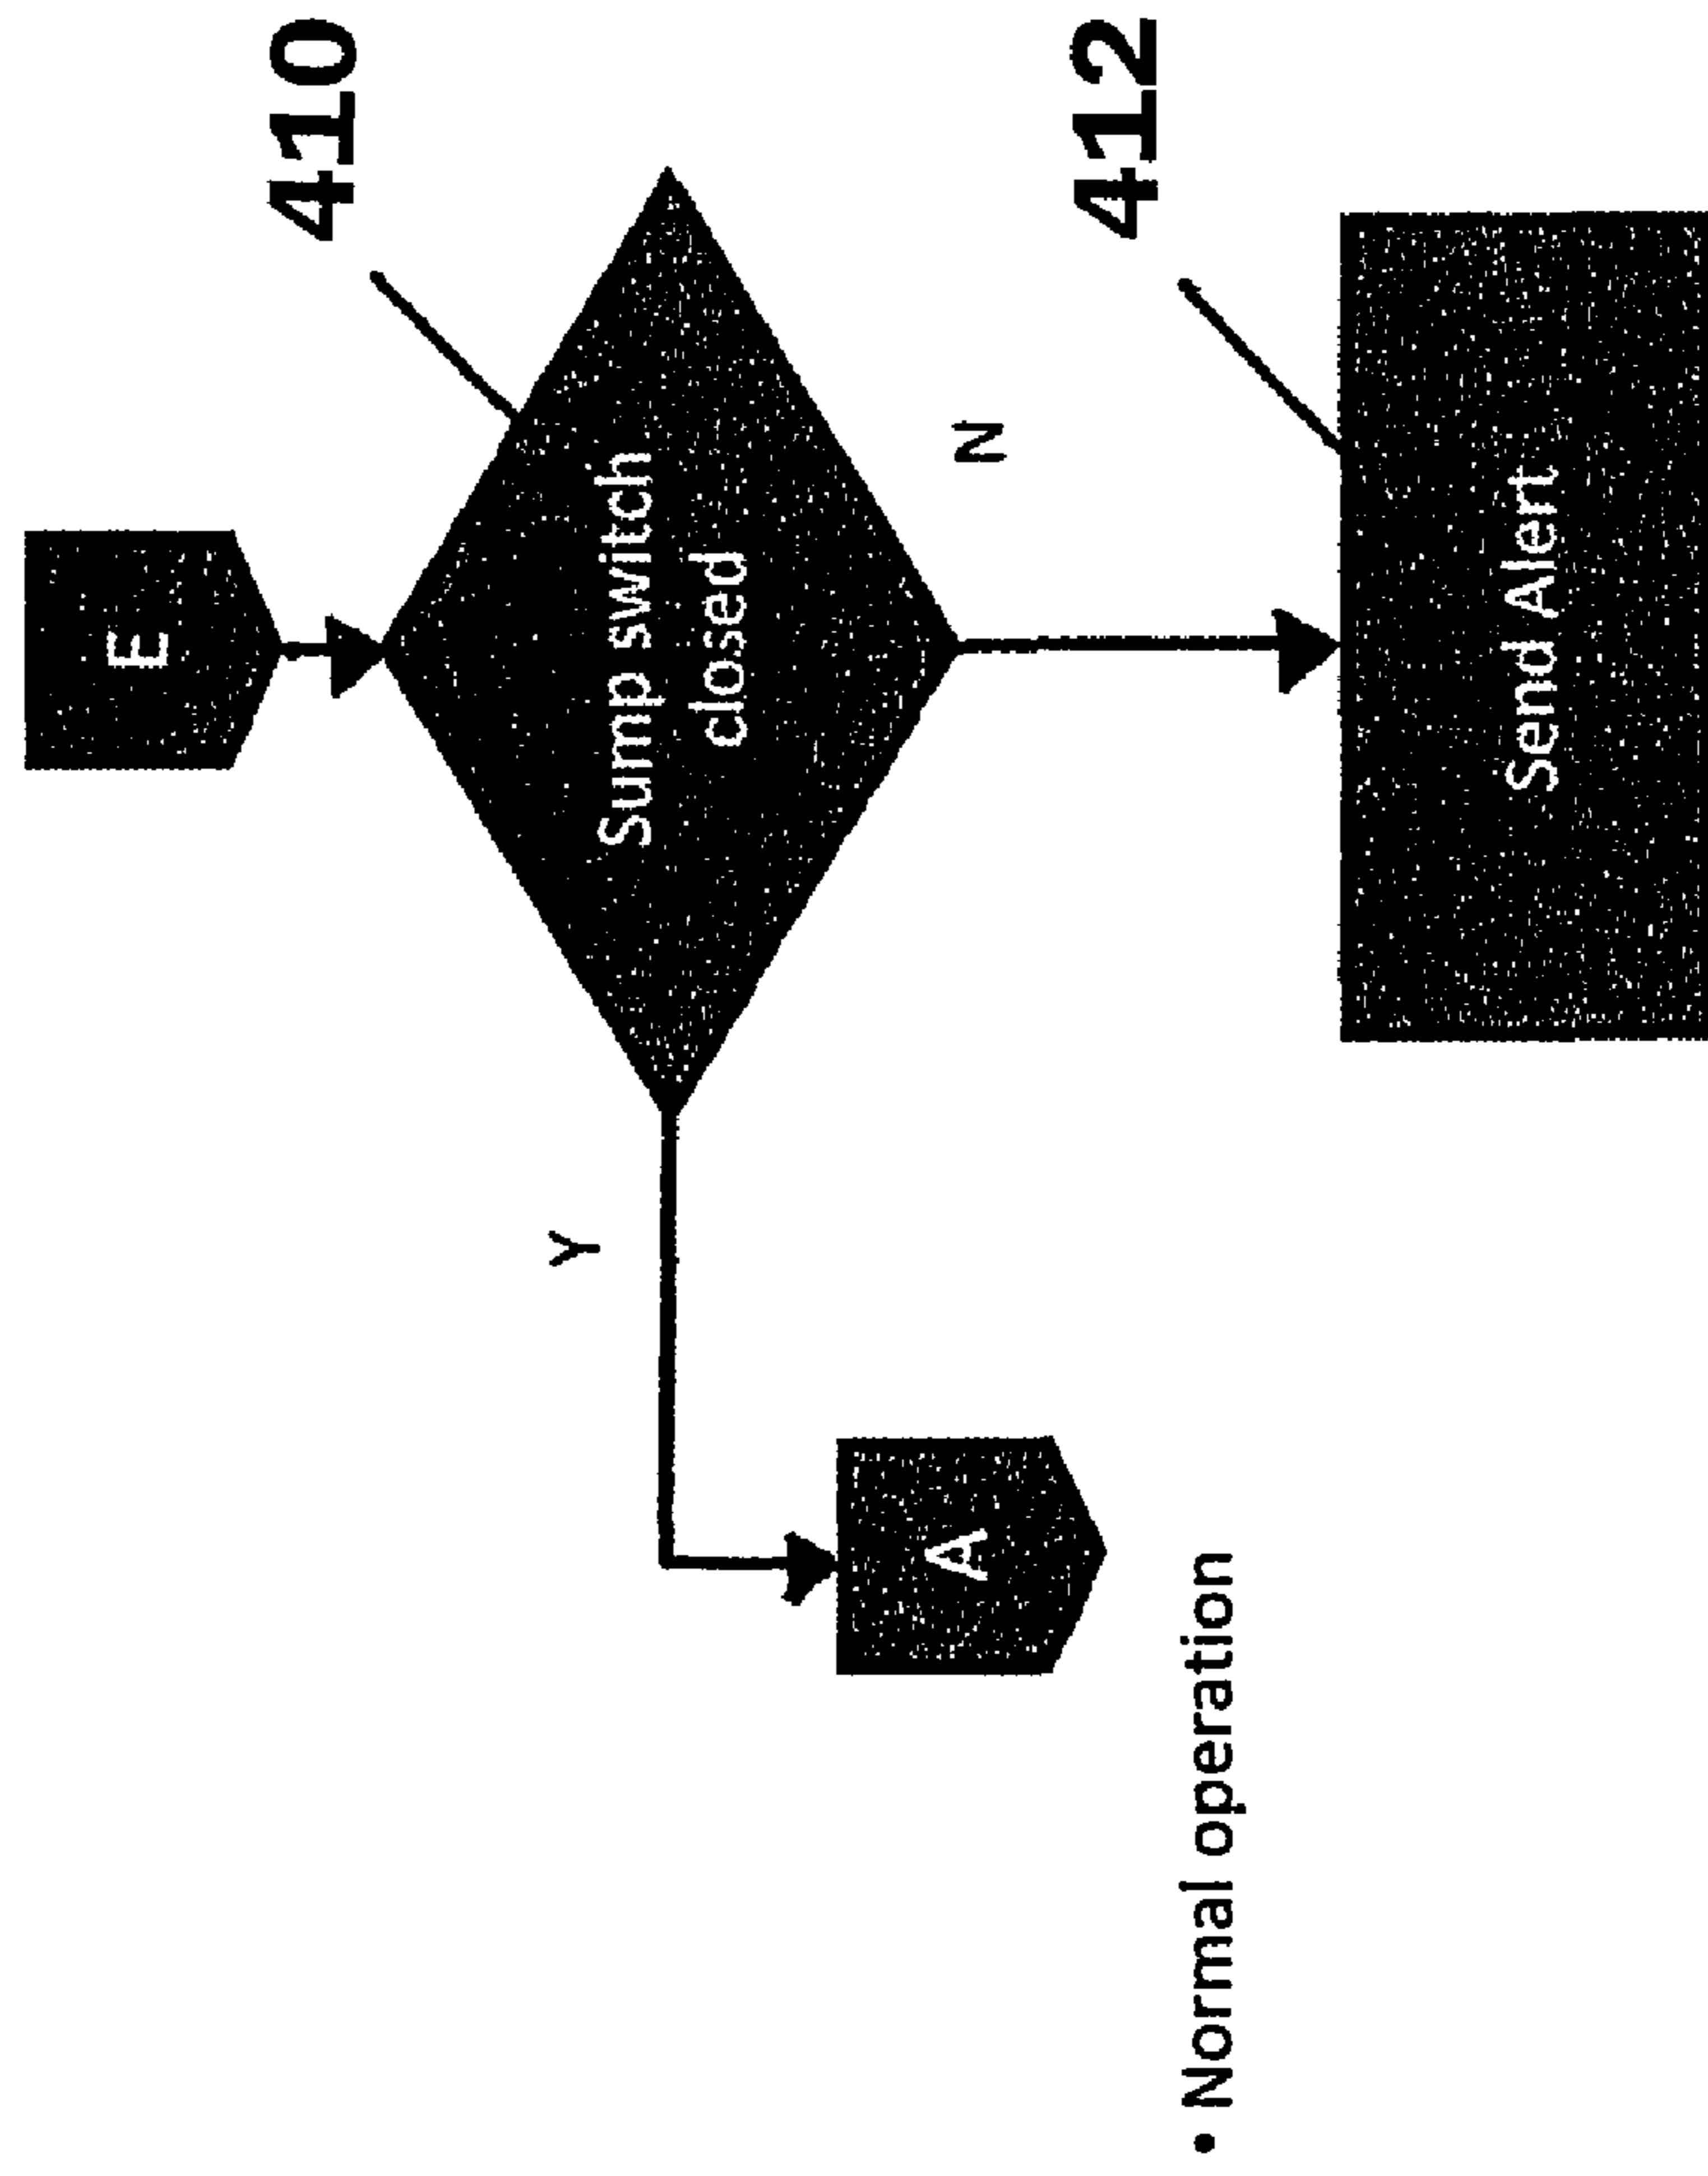 E
410
Sump switch
closed
Y
N
A
412
• Normal operation
Send Alert